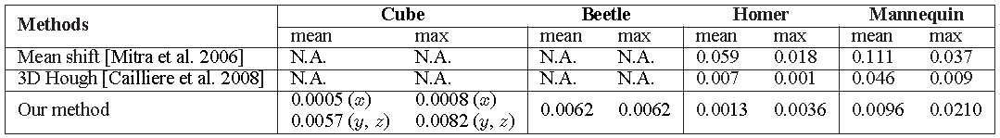 Methods Cube Beetle Homer Mannequin
mean max mean max mean max mean max
Mean shift [Mitra et al. 2006] N.A. N.A. N.A. N.A. 0.059 0.018 0.111 0.037
3D Hough [Cailliere et al. 2008] N.A. N.A. N.A. N.A. 0.007 0.001 0.046 0.009
Our method 0.0005 (x) 0.0008 (x) 0.0062 0.0062 0.0013 0.0036 0.0096 0.0210
0.0057 (y, z) 0.0082 (y, z)